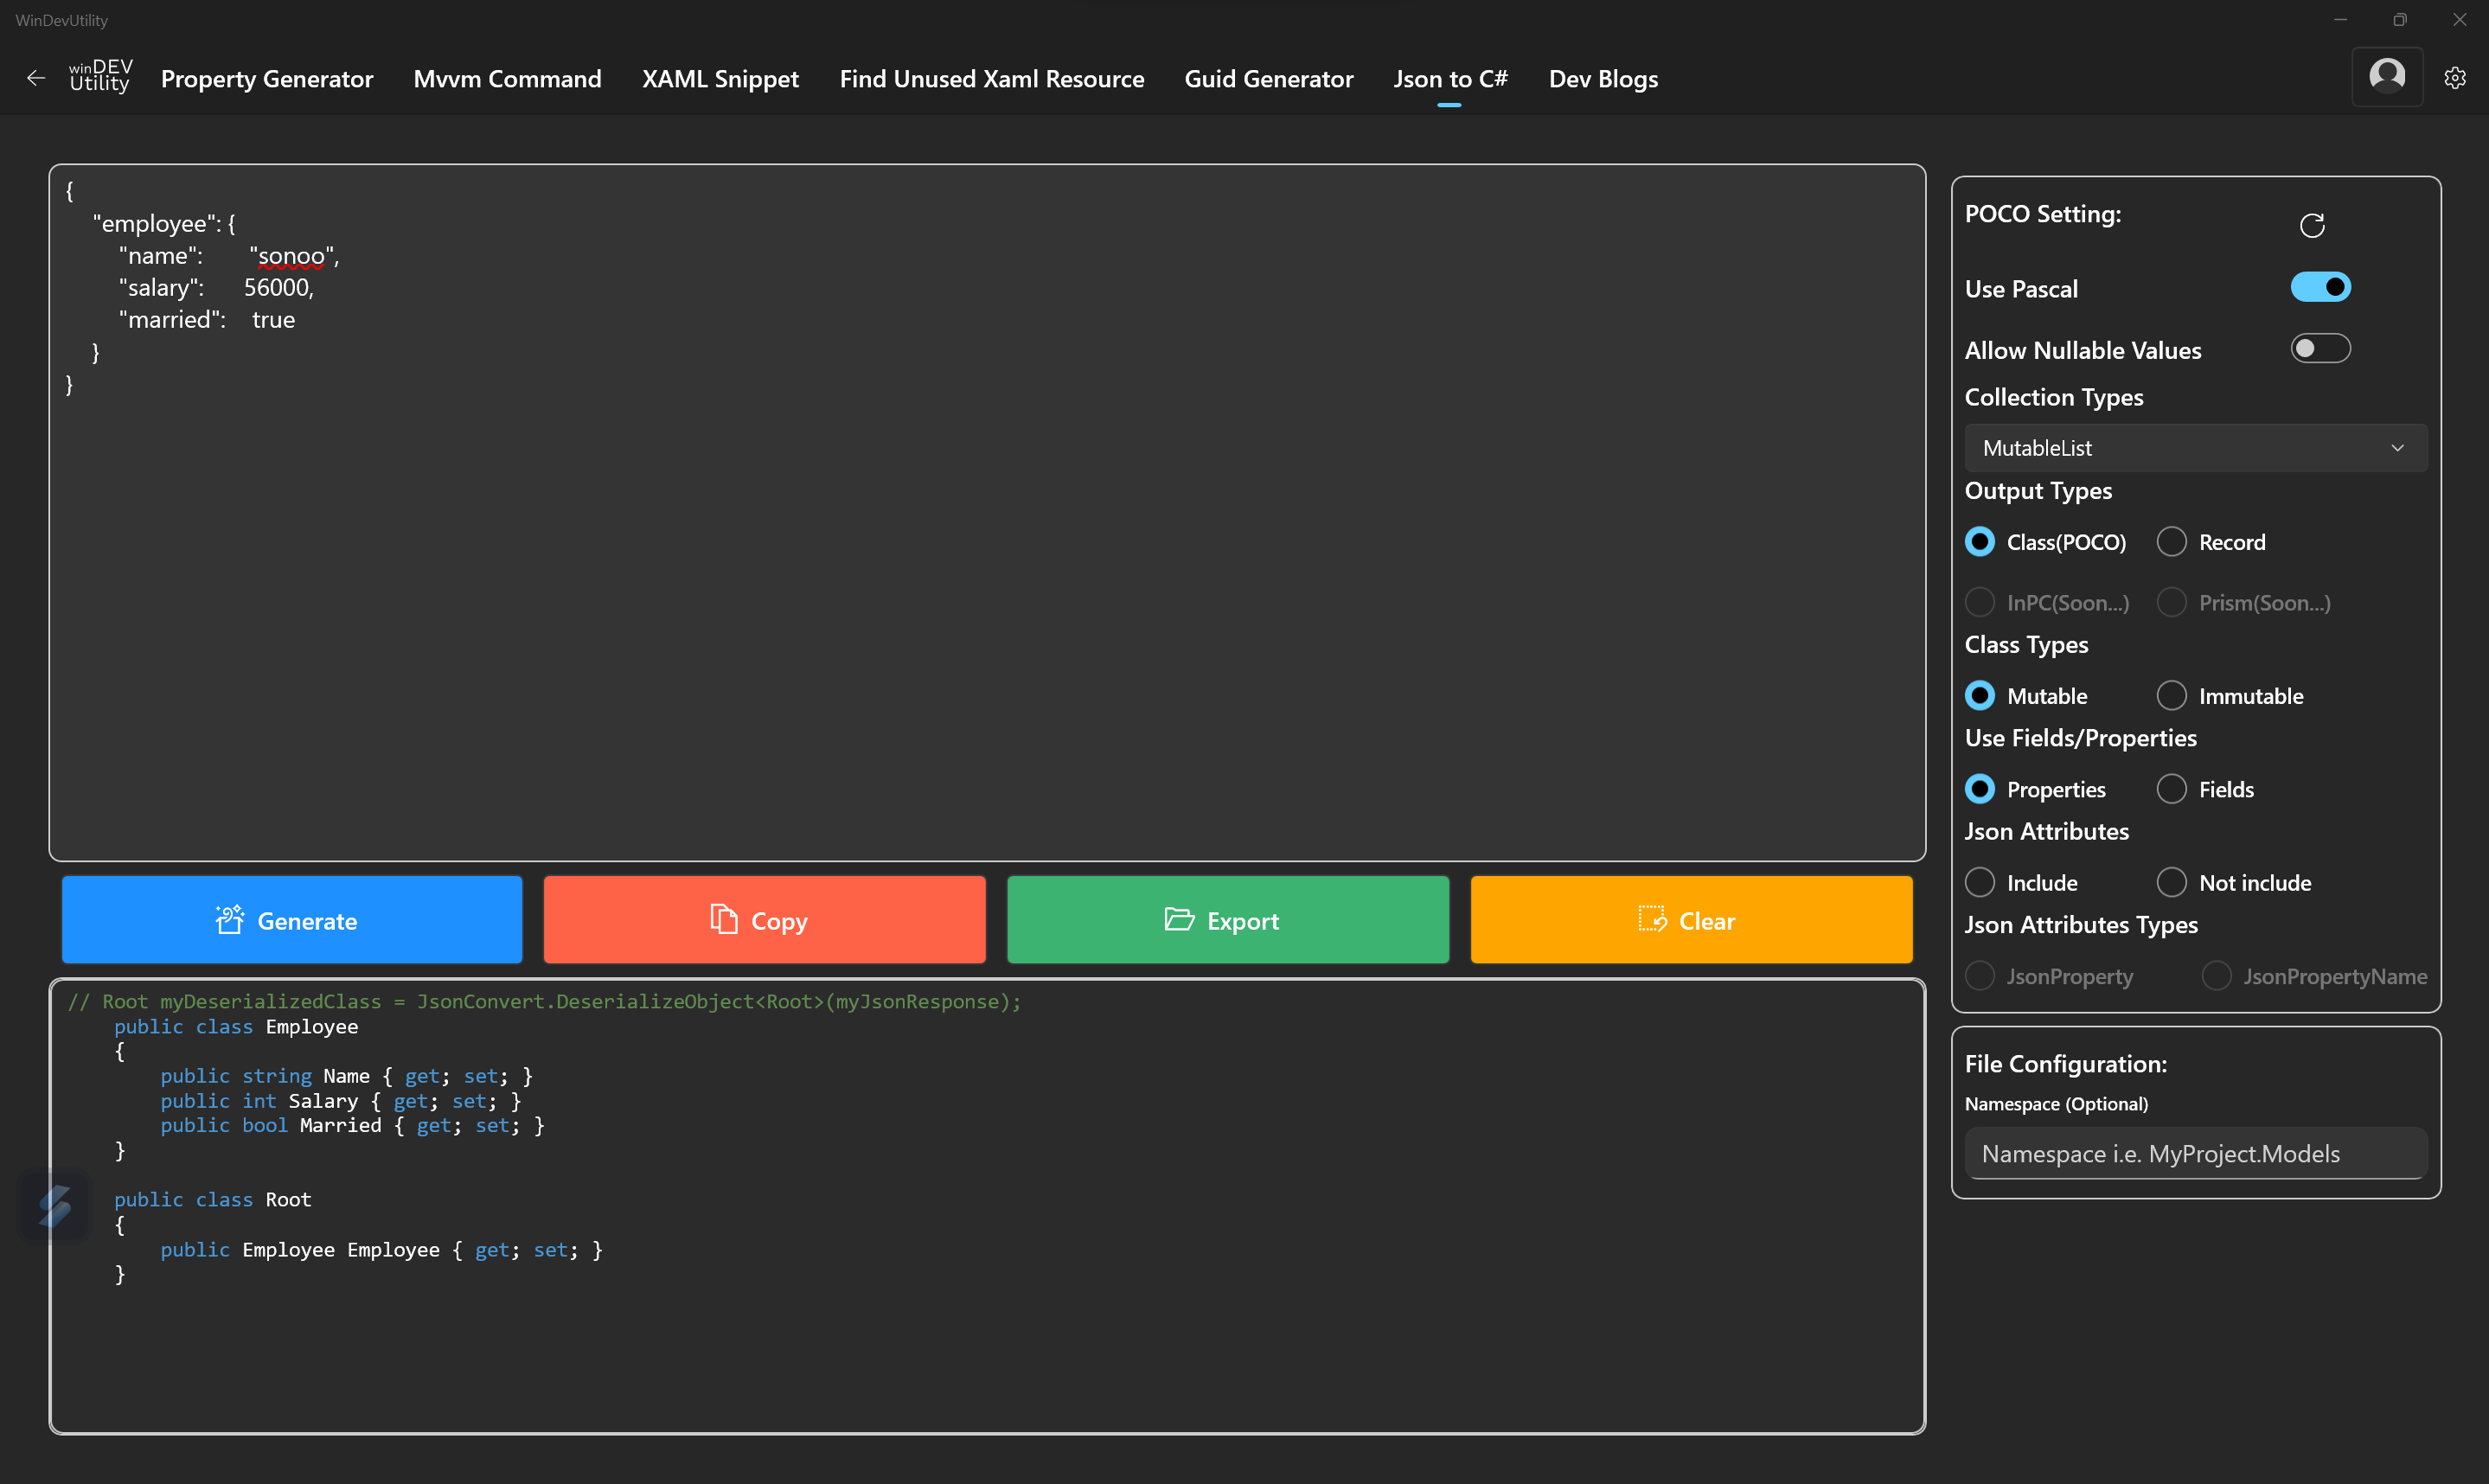 WinDevUtility
winDEV
Utility
Property Generator
Mvvm Command
XAML Snippet
Find Unused Xaml Resource
Guid Generator
Json to C#
Dev Blogs
{
"employee": {
"name": "sonoo",
"salary": 56000,
"married": true
}
}
Generate
Copy
Export
Clear
// Root myDeserializedClass = JsonConvert.DeserializeObject<Root>(myJsonResponse);
public class Employee
{
public string Name { get; set; }
public int Salary { get; set; }
public bool Married { get; set; }
}
public class Root
{
public Employee Employee { get; set; }
}
POCO Setting:
Use Pascal
Allow Nullable Values
Collection Types
MutableList
Output Types
Class(POCO) Record
InPC(Soon...) Prism(Soon...)
Class Types
Mutable Immutable
Use Fields/Properties
Properties Fields
Json Attributes
Include Not include
Json Attributes Types
JsonProperty JsonPropertyName
File Configuration:
Namespace (Optional)
Namespace i.e. MyProject.Models